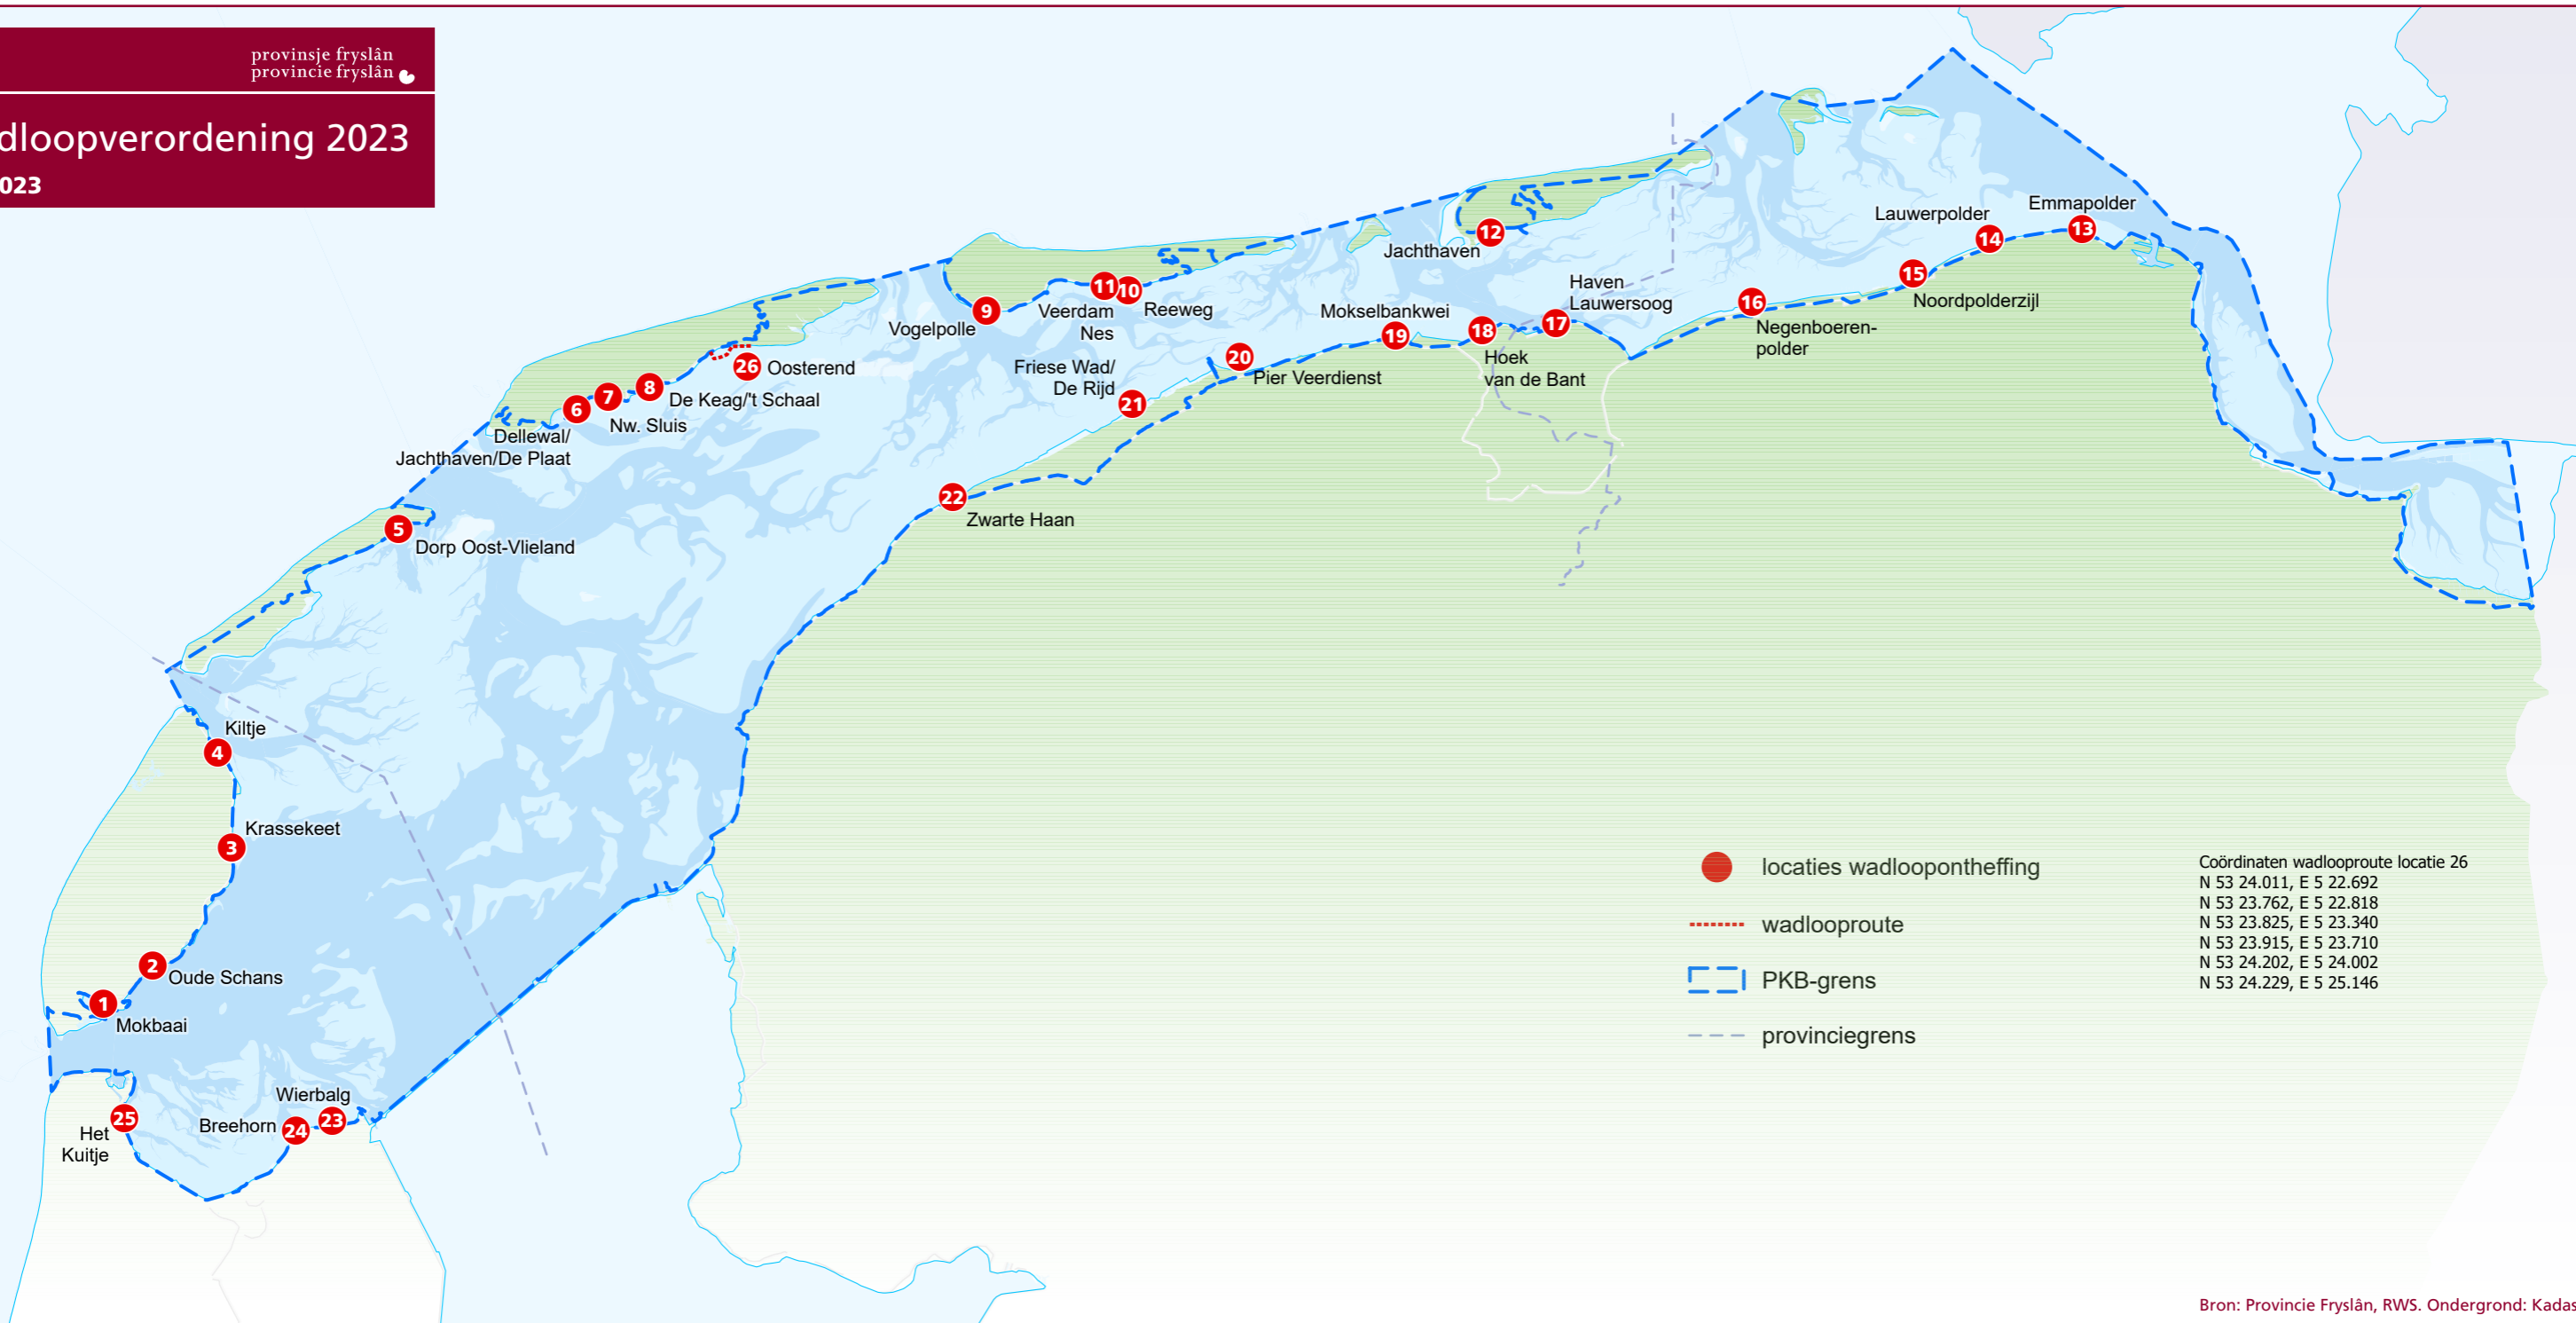 provinsje fryslân
provincie fryslân
dloopverordening 2023
023
Emmapolder
13
Lauwerpolder
14
12
Jachthaven
15
Noordpolderzijl
Haven
Lauwersoog
16
Negenboeren-
polder
11
10
Veerdam
Nes
Reeweg
9
Vogelpolle
Mokselbankwei
19
18
17
Hoek
van de Bant
20
Pier Veerdienst
Friese Wad/
De Rijd
21
26
Oosterend
8
De Keag/'t Schaal
7
Nw. Sluis
6
Dellewal/
Jachthaven/De Plaat
22
Zwarte Haan
5
Dorp Oost-Vlieland
Kiltje
4
Krassekeet
3
2
Oude Schans
1
Mokbaai
Wierbalg
23
Breehorn
24
25
Het
Kuitje
locaties wadloopontheffing
wadlooproute
PKB-grens
provinciegrens
Coördinaten wadlooproute locatie 26
N 53 24.011, E 5 22.692
N 53 23.762, E 5 22.818
N 53 23.825, E 5 23.340
N 53 23.915, E 5 23.710
N 53 24.202, E 5 24.002
N 53 24.229, E 5 25.146
Bron: Provincie Fryslân, RWS. Ondergrond: Kadas